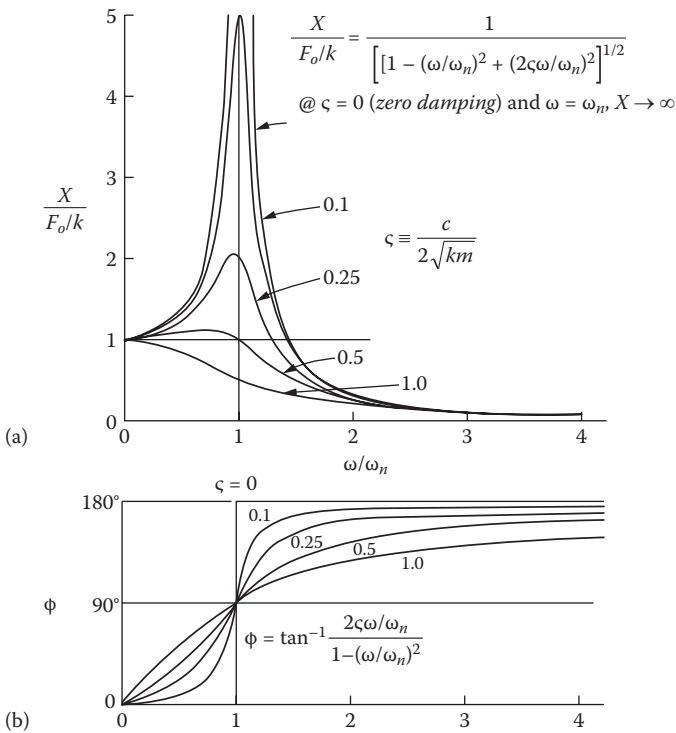 5
4
3
2
1
0
X/(F_o/k)
X/(F_o/k) = 1/[[1 – (ω/ω_n)^2 + (2ςω/ω_n)^2]^{1/2}
@ ς = 0 (zero damping) and ω = ω_n, X → ∞
0.1
ς ≡ c/(2√km)
0.25
0.5
1.0
0 1 2 3 4
ω/ω_n
(a)
ς = 0
180°
90°
0
ϕ
0.1
0.25
0.5
1.0
ϕ = tan^{–1} (2ςω/ω_n)/(1–(ω/ω_n)^2)
0 1 2 3 4
(b)